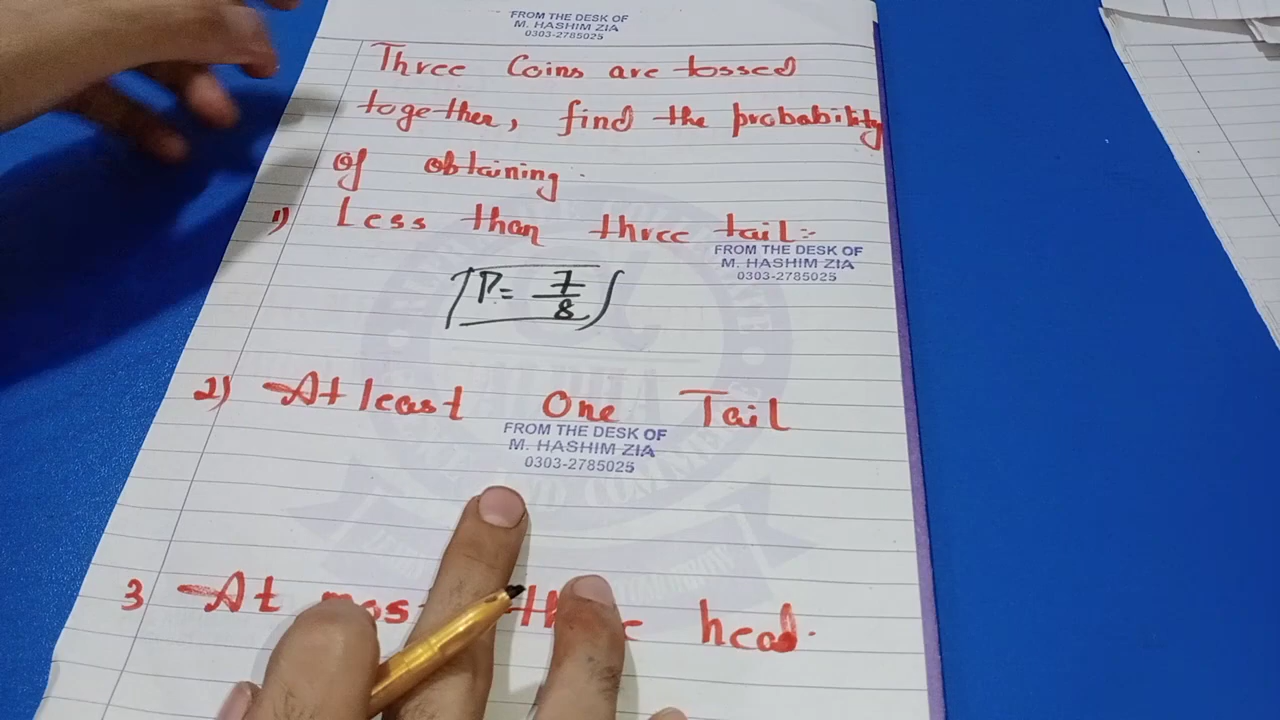 FROM THE DESK OF
M. HASHIM ZIA
0303-2785025
Three Coins are tossed
together, find the probability
of obtaining.
1) Less than three tail:-
FROM THE DESK OF
M. HASHIM ZIA
0303-2785025
P = 7/8
2) At least One Tail
FROM THE DESK OF
M. HASHIM ZIA
0303-2785025
3 At head.